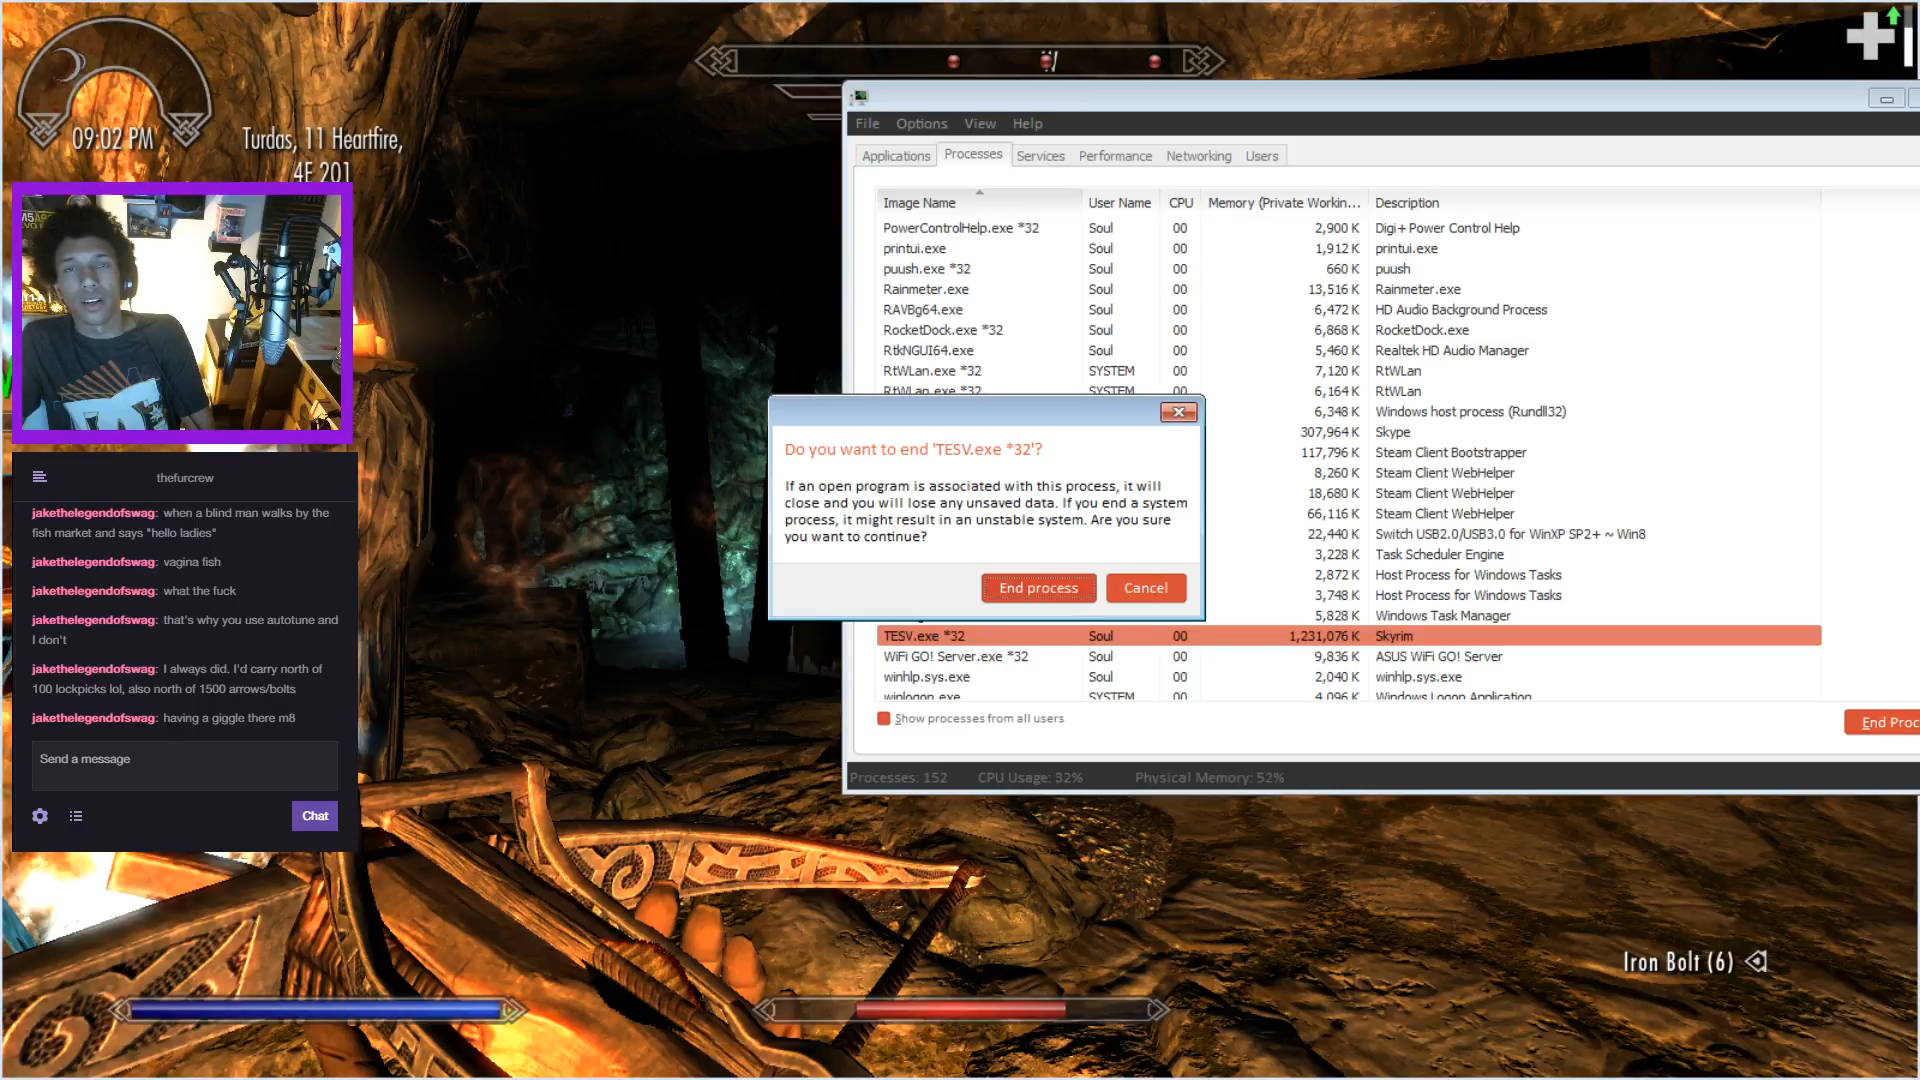 09:02 PM
Turdas, 11 Heartfire,
4E 201
thefurcrew
jakethelegendofswag: when a blind man walks by the
fish market and says "hello ladies"
jakethelegendofswag: vagina fish
jakethelegendofswag: what the fuck
jakethelegendofswag: that's why you use autotune and
I don't
jakethelegendofswag: I always did. I'd carry north of
100 lockpicks lol, also north of 1500 arrows/bolts
jakethelegendofswag: having a giggle there m8
Send a message
Chat
File Options View Help
Applications Processes Services Performance Networking Users
Image Name User Name CPU Memory (Private Workin... Description
PowerControlHelp.exe *32 Soul 00 2,900 K Digi+ Power Control Help
printui.exe Soul 00 1,912 K printui.exe
puush.exe *32 Soul 00 660 K puush
Rainmeter.exe Soul 00 13,516 K Rainmeter.exe
RAVBg64.exe Soul 00 6,472 K HD Audio Background Process
RocketDock.exe *32 Soul 00 6,868 K RocketDock.exe
RtkNGUI64.exe Soul 00 5,460 K Realtek HD Audio Manager
RtWLan.exe *32 SYSTEM 00 7,120 K RtWLan
RtWLan.exe *32 SYSTEM 00 6,164 K RtWLan
6,348 K Windows host process (Rundll32)
307,964 K Skype
117,796 K Steam Client Bootstrapper
8,260 K Steam Client WebHelper
18,680 K Steam Client WebHelper
66,116 K Steam Client WebHelper
22,440 K Switch USB2.0/USB3.0 for WinXP SP2+ ~ Win8
3,228 K Task Scheduler Engine
2,872 K Host Process for Windows Tasks
3,748 K Host Process for Windows Tasks
5,828 K Windows Task Manager
TESV.exe *32 Soul 00 1,231,076 K Skyrim
WiFi GO! Server.exe *32 Soul 00 9,836 K ASUS WiFi GO! Server
winhlp.sys.exe Soul 00 2,040 K winhlp.sys.exe
winlogon.exe SYSTEM 00 4,096 K Windows Logon Application
Show processes from all users
End Proc
Processes: 152 CPU Usage: 32% Physical Memory: 52%
Do you want to end 'TESV.exe *32'?
If an open program is associated with this process, it will
close and you will lose any unsaved data. If you end a system
process, it might result in an unstable system. Are you sure
you want to continue?
End process Cancel
Iron Bolt (6)